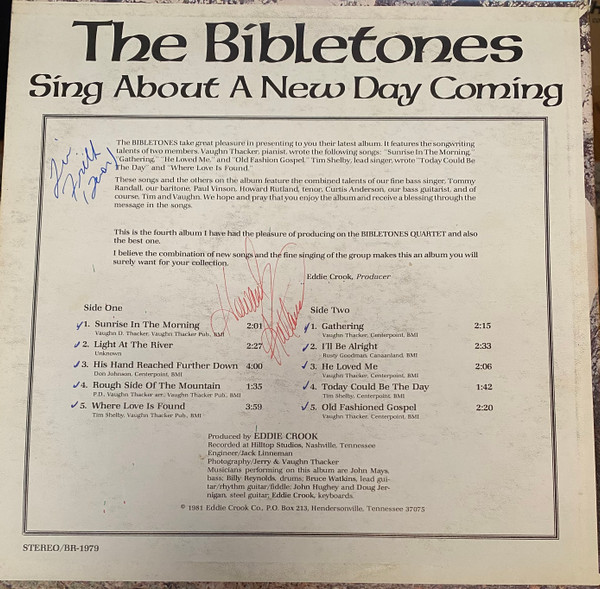 The Bibletones
Sing About A New Day Coming
The BIBLETONES take great pleasure in presenting to you their latest album. It features the songwriting
talents of two members. Vaughn Thacker, pianist, wrote the following songs: "Sunrise In The Morning,"
"Gathering," "He Loved Me," and "Old Fashion Gospel." Tim Shelby, lead singer, wrote "Today Could Be
The Day" and "Where Love Is Found."
These songs and the others on the album feature the combined talents of our fine bass singer, Tommy
Randall, our baritone, Paul Vinson, Howard Rutland, tenor, Curtis Anderson, our bass guitarist, and of
course, Tim and Vaughn. We hope and pray that you enjoy the album and receive a blessing through the
message in the songs.
This is the fourth album I have had the pleasure of producing on the BIBLETONES QUARTET and also
the best one.
I believe the combination of new songs and the fine singing of the group makes this an album you will
surely want for your collection.
Eddie Crook, Producer
Side One
1. Sunrise In The Morning 2:01
Vaughn D. Thacker, Vaughn Thacker Pub., BMI
2. Light At The River 2:27
Unknown
3. His Hand Reached Further Down 4:00
Don Johnson, Centerpoint, BMI
4. Rough Side Of The Mountain 1:35
P.D., Vaughn Thacker arr.; Vaughn Thacker Pub., BMI
5. Where Love Is Found 3:59
Tim Shelby, Vaughn Thacker Pub., BMI
Side Two
1. Gathering 2:15
Vaughn Thacker, Centerpoint, BMI
2. I'll Be Alright 2:33
Rusty Goodman, Canaanland, BMI
3. He Loved Me 2:06
Vaughn Thacker, Centerpoint, BMI
4. Today Could Be The Day 1:42
Tim Shelby, Centerpoint, BMI
5. Old Fashioned Gospel 2:20
Vaughn Thacker, Centerpoint, BMI
Produced by EDDIE CROOK
Recorded at Hilltop Studios, Nashville, Tennessee
Engineer/Jack Linneman
Photography/Jerry & Vaughn Thacker
Musicians performing on this album are John Mays,
bass; Billy Reynolds, drums; Bruce Watkins, lead gui-
tar/rhythm guitar/fiddle; John Hughey and Doug Jer-
nigan, steel guitar; Eddie Crook, keyboards.
© 1981 Eddie Crook Co., P.O. Box 213, Hendersonville, Tennessee 37075
STEREO/BR-1979